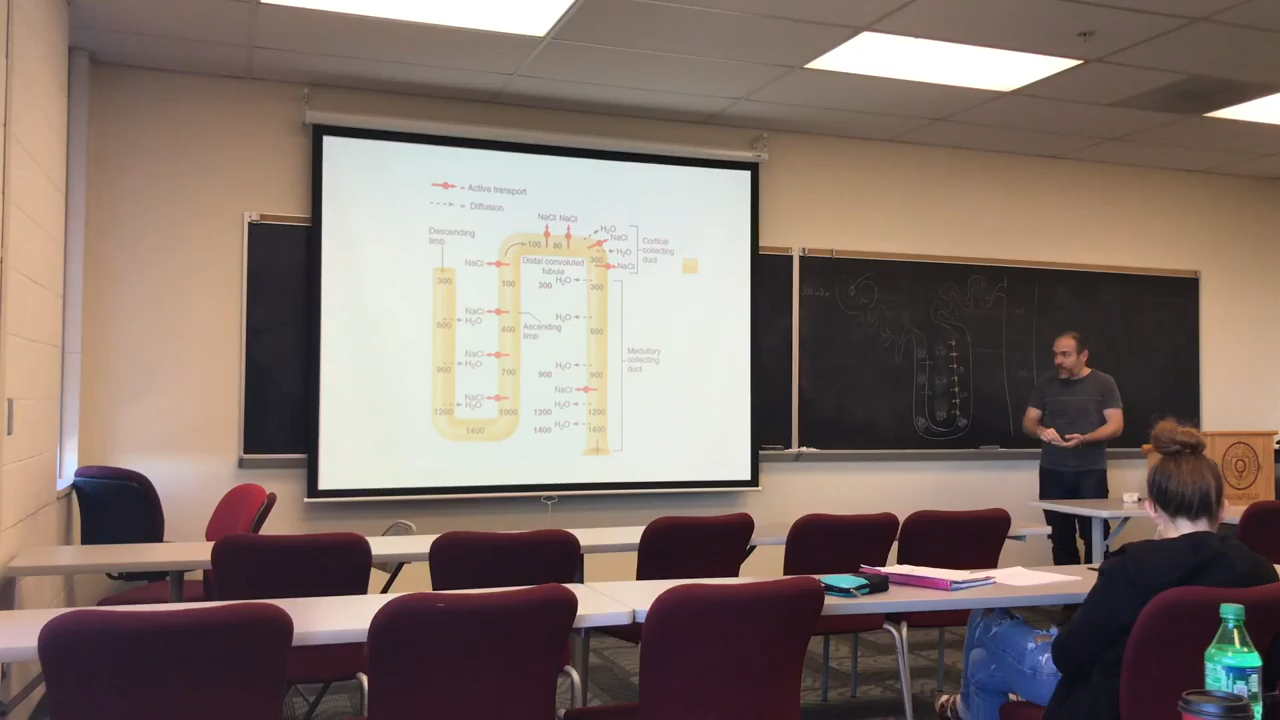 = Active transport
= Diffusion
NaCl NaCl
Descending
limb
100 80
H₂O
NaCl
H₂O
NaCl
Cortical
collecting
duct
Distal convoluted
tubule
NaCl
300
300
100
300
H₂O
300
NaCl
H₂O
600
400
Ascending
limb
H₂O
600
NaCl
H₂O
900
700
900
H₂O
900
Medullary
collecting
duct
NaCl
NaCl
H₂O
1200
1000
1200
H₂O
1200
1400
1400
H₂O
1400